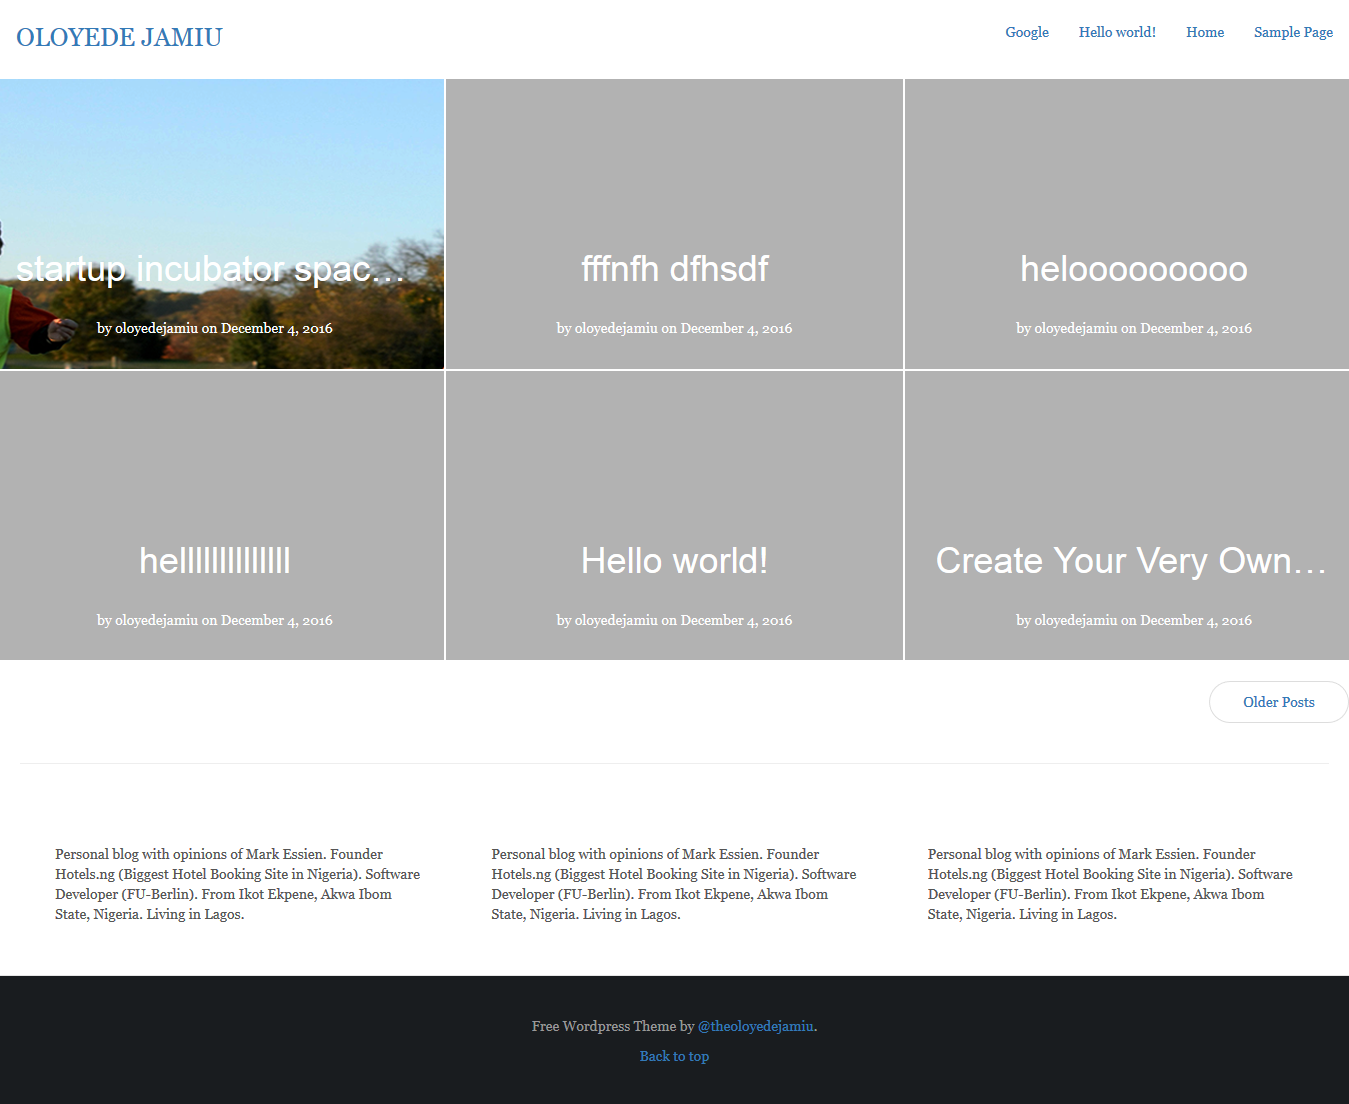 OLOYEDE JAMIU
Google Hello world! Home Sample Page
startup incubator spac...
by oloyedejamiu on December 4, 2016
fffnfh dfhsdf
by oloyedejamiu on December 4, 2016
heloooooooooo
by oloyedejamiu on December 4, 2016
hellllllllllllll
by oloyedejamiu on December 4, 2016
Hello world!
by oloyedejamiu on December 4, 2016
Create Your Very Own...
by oloyedejamiu on December 4, 2016
Older Posts
Personal blog with opinions of Mark Essien. Founder
Hotels.ng (Biggest Hotel Booking Site in Nigeria). Software
Developer (FU-Berlin). From Ikot Ekpene, Akwa Ibom
State, Nigeria. Living in Lagos.
Personal blog with opinions of Mark Essien. Founder
Hotels.ng (Biggest Hotel Booking Site in Nigeria). Software
Developer (FU-Berlin). From Ikot Ekpene, Akwa Ibom
State, Nigeria. Living in Lagos.
Personal blog with opinions of Mark Essien. Founder
Hotels.ng (Biggest Hotel Booking Site in Nigeria). Software
Developer (FU-Berlin). From Ikot Ekpene, Akwa Ibom
State, Nigeria. Living in Lagos.
Free Wordpress Theme by @theoloyedejamiu.
Back to top